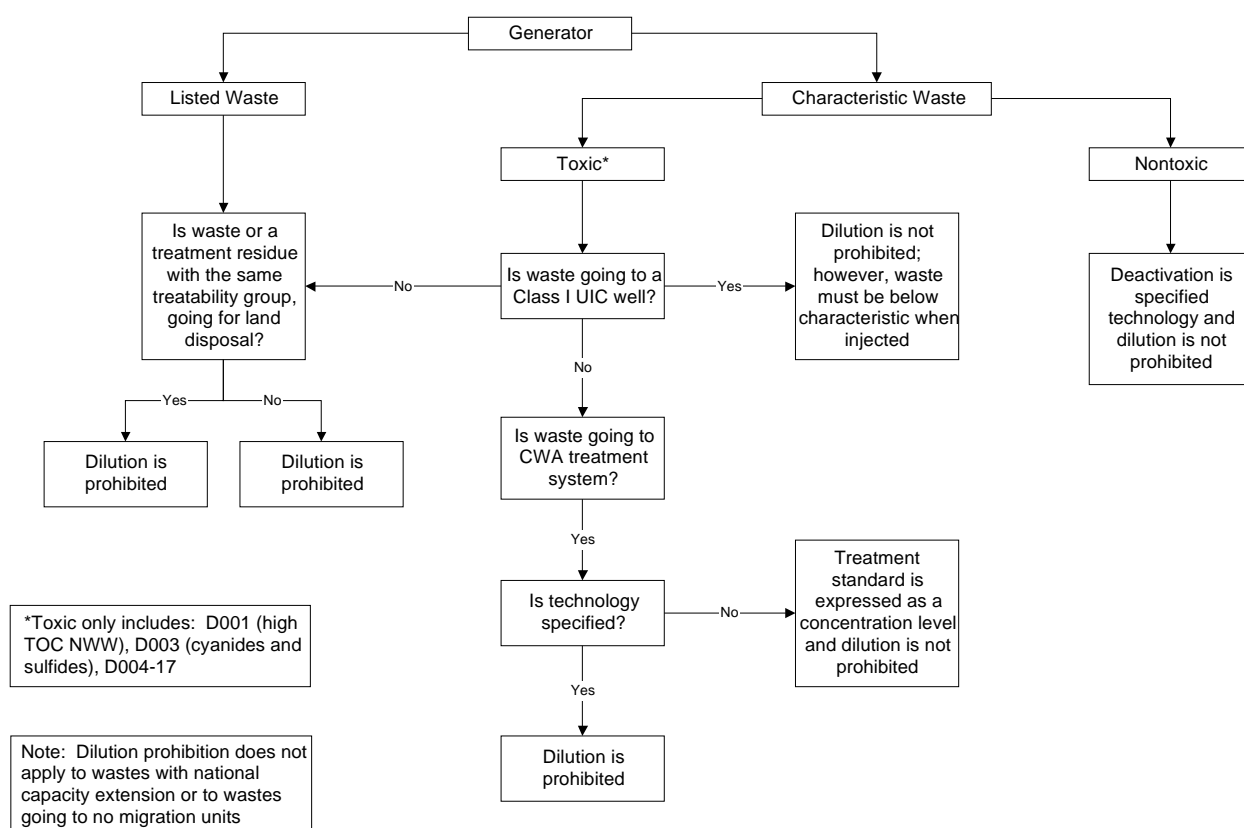 Generator
Listed Waste
Characteristic Waste
Toxic*
Nontoxic
Is waste or a
treatment residue
with the same
treatability group,
going for land
disposal?
No
Is waste going to a
Class I UIC well?
Yes
Dilution is not
prohibited;
however, waste
must be below
characteristic when
injected
Deactivation is
specified
technology and
dilution is not
prohibited
Yes
No
No
Dilution is
prohibited
Dilution is
prohibited
Is waste going to
CWA treatment
system?
Yes
Is technology
specified?
No
Treatment
standard is
expressed as a
concentration level
and dilution is not
prohibited
Yes
Dilution is
prohibited
*Toxic only includes: D001 (high
TOC NWW), D003 (cyanides and
sulfides), D004-17
Note: Dilution prohibition does not
apply to wastes with national
capacity extension or to wastes
going to no migration units